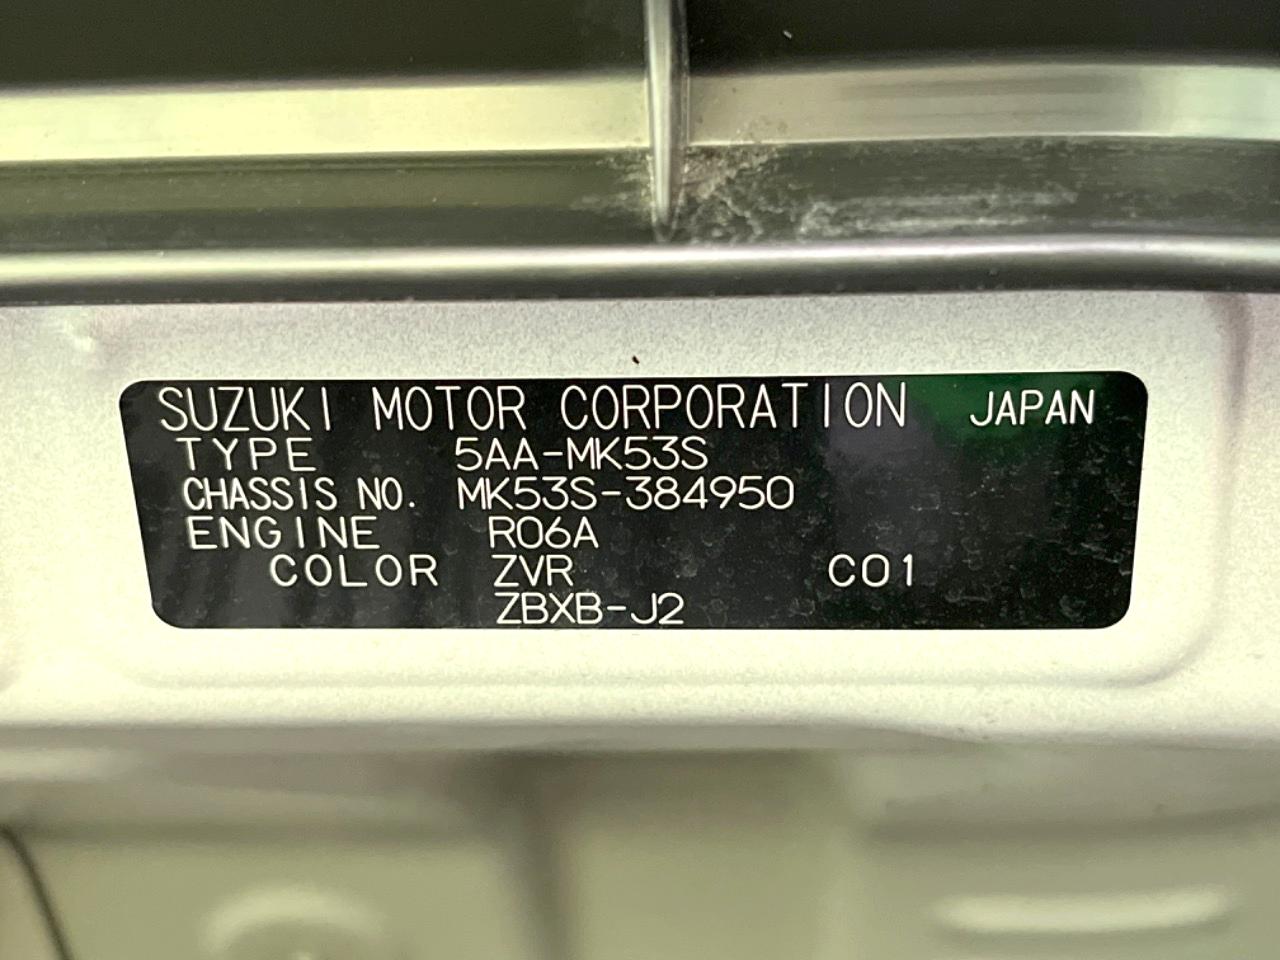 SUZUKI MOTOR CORPORATION JAPAN
TYPE 5AA-MK53S
CHASSIS NO. MK53S-384950
ENGINE R06A
COLOR ZVR C01
ZBXB-J2